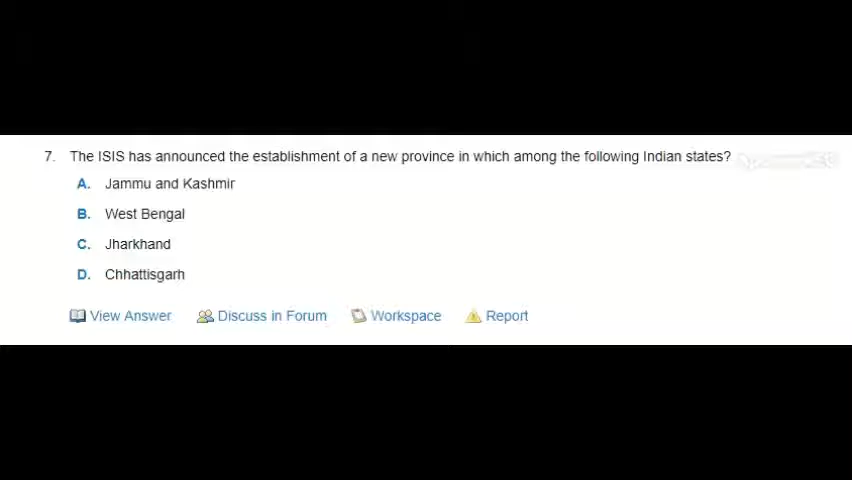 7. The ISIS has announced the establishment of a new province in which among the following Indian states?
A. Jammu and Kashmir
B. West Bengal
C. Jharkhand
D. Chhattisgarh
View Answer Discuss in Forum Workspace Report